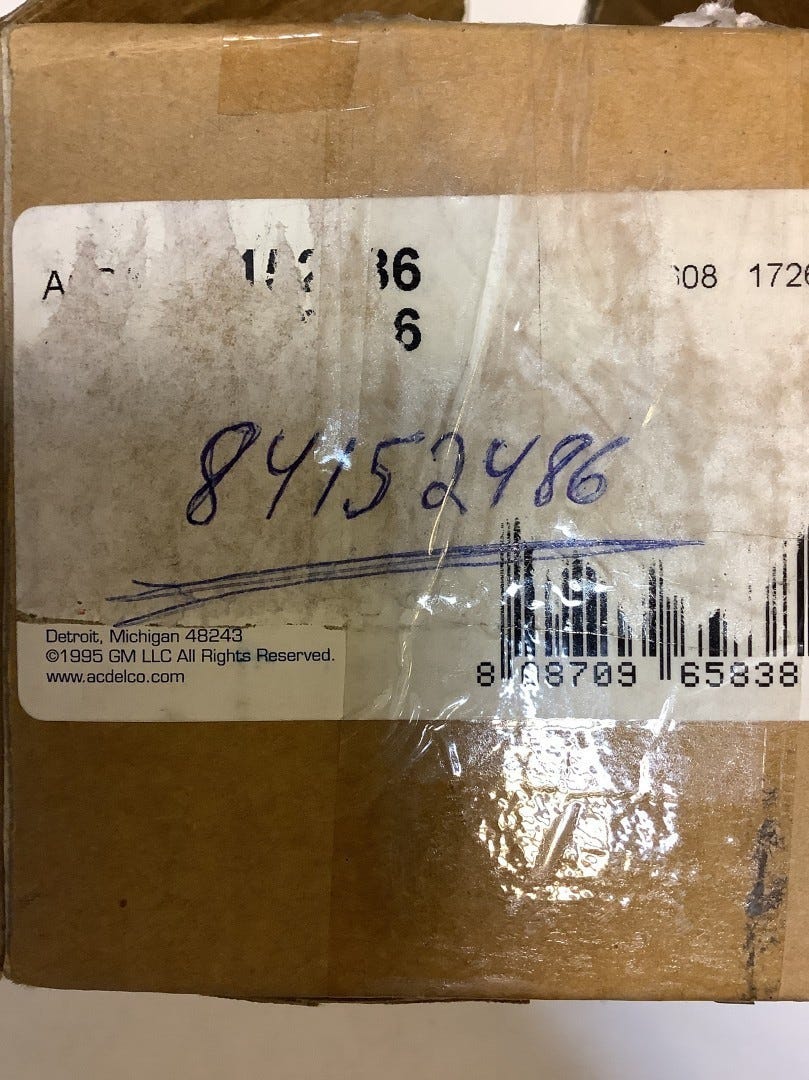 608 1726
6
84152486
Detroit, Michigan 48243
©1995 GM LLC All Rights Reserved.
www.acdelco.com
8 08709 65838